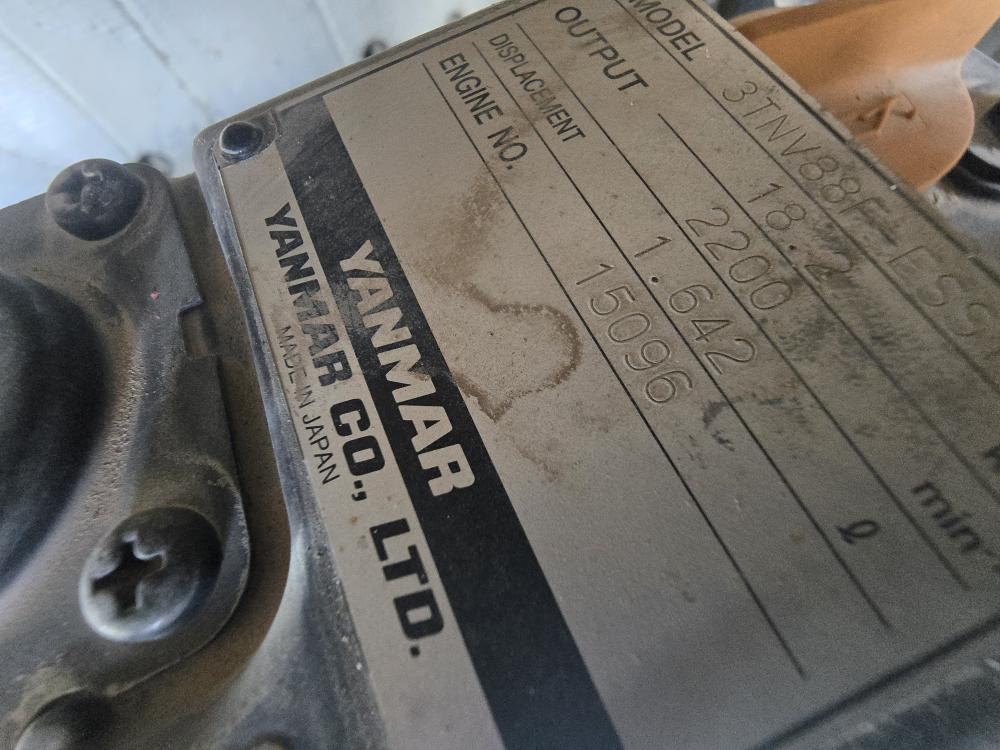 MODEL 3TNV88F-ES
OUTPUT 18.2
2200 min
DISPLACEMENT 1.642 ℓ
ENGINE NO. 15096
YANMAR
YANMAR CO., LTD.
MADE IN JAPAN